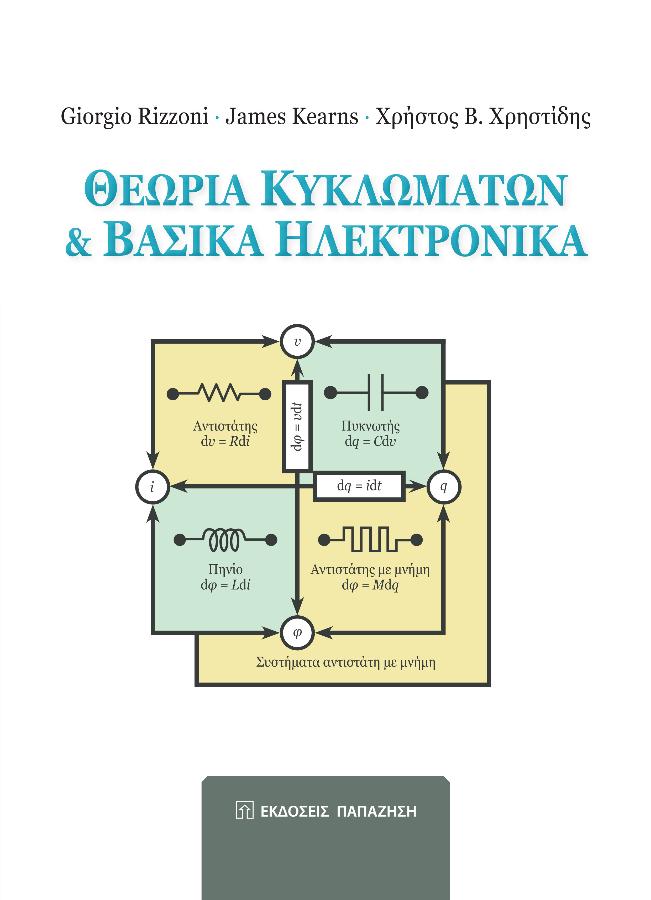 Giorgio Rizzoni · James Kearns · Χρήστος Β. Χρηστίδης
ΘΕΩΡΙΑ ΚΥΚΛΩΜΑΤΩΝ
& ΒΑΣΙΚΑ ΗΛΕΚΤΡΟΝΙΚΑ
v
Αντιστάτης
dv = Rdi
dφ = vdt
Πυκνωτής
dq = Cdv
i
dq = idt
q
Πηνίο
dφ = Ldi
Αντιστάτης με μνήμη
dφ = Mdq
φ
Συστήματα αντιστάτη με μνήμη
ΕΚΔΟΣΕΙΣ ΠΑΠΑΖΗΣΗ